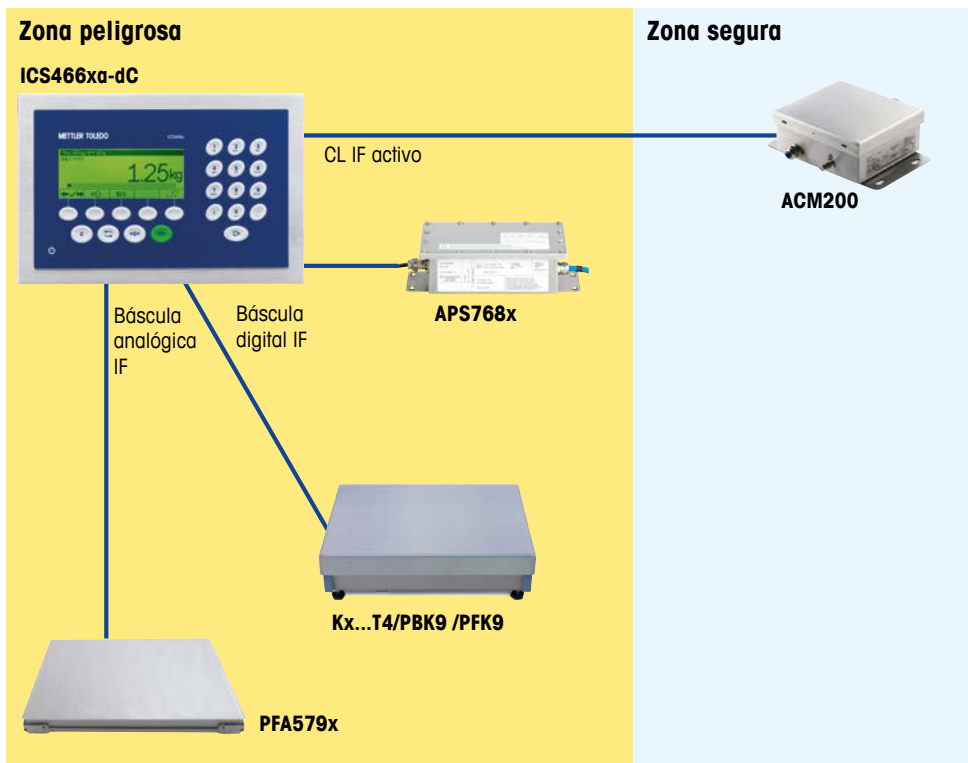 Zona peligrosa
Zona segura
ICS466xa-dC
METTLER TOLEDO
1.25kg
CL IF activo
ACM200
APS768x
Báscula
analógica
IF
Báscula
digital IF
Kx...T4/PBK9 /PFK9
PFA579x